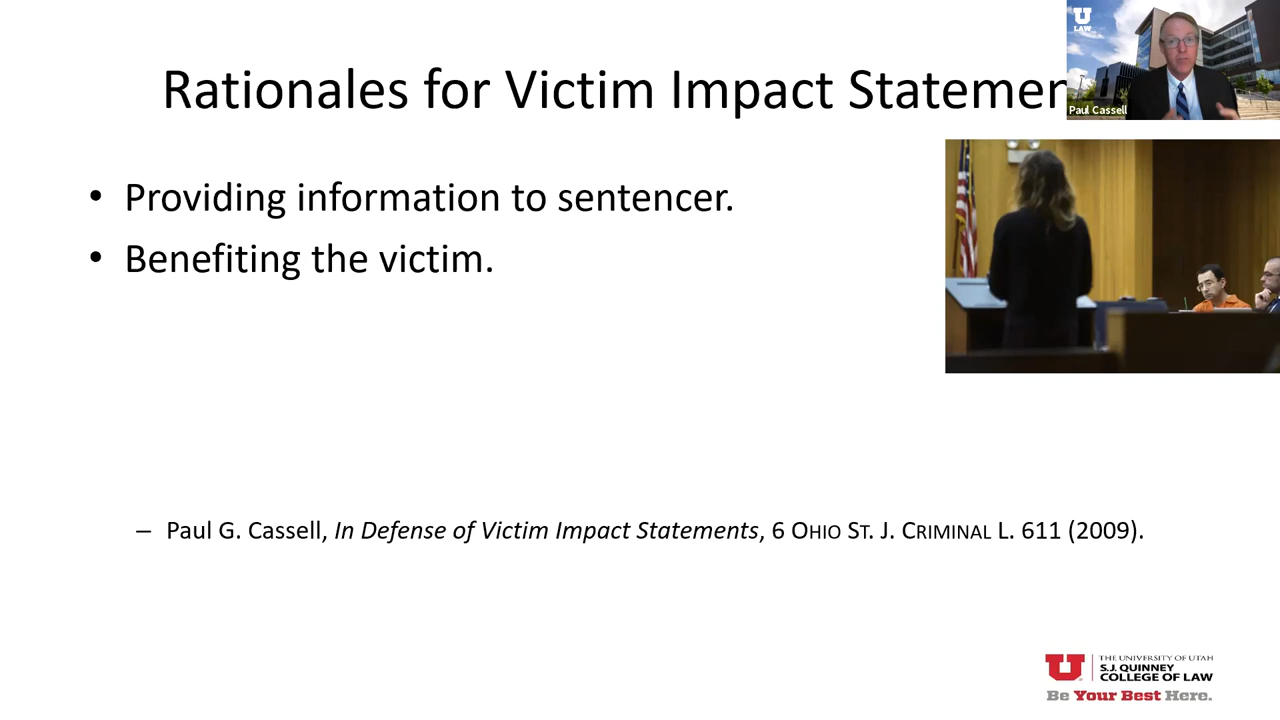 Rationales for Victim Impact Statemen
U
LAW
Paul Cassell
• Providing information to sentencer.
• Benefiting the victim.
– Paul G. Cassell, In Defense of Victim Impact Statements, 6 OHIO ST. J. CRIMINAL L. 611 (2009).
U
THE UNIVERSITY OF UTAH
S.J. QUINNEY
COLLEGE OF LAW
Be Your Best Here.